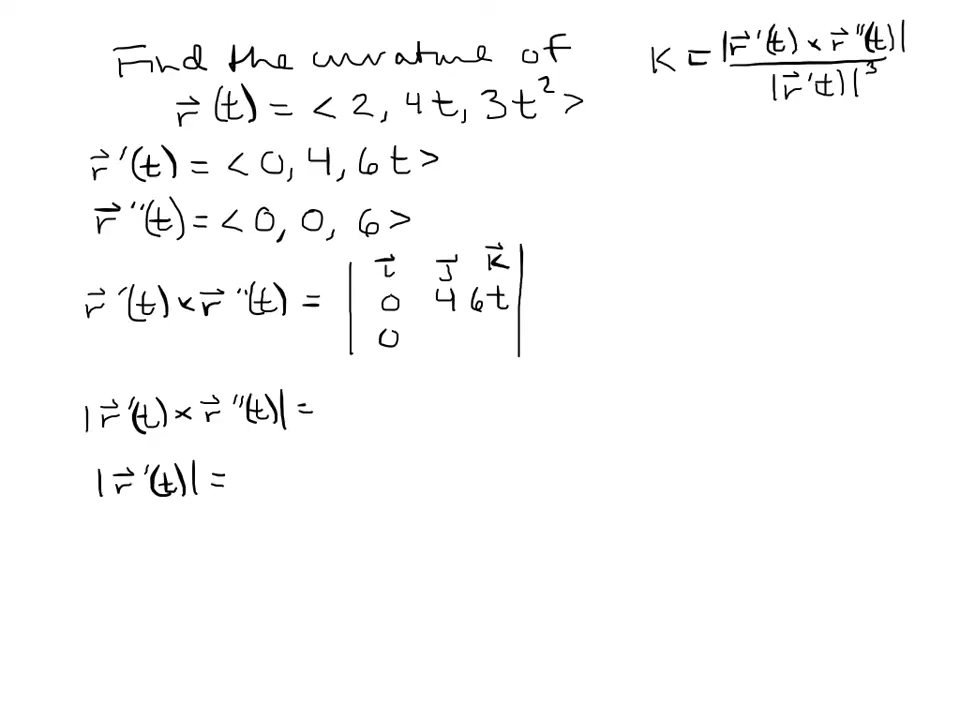 Find the curvature of
K = |r⃗'(t) × r⃗''(t)| / |r⃗'(t)|³
r⃗(t) = < 2, 4t, 3t² >
r⃗'(t) = < 0, 4, 6t >
r⃗''(t) = < 0, 0, 6 >
r⃗'(t) × r⃗''(t) = | i⃗ j⃗ k⃗ |
0 4 6t
0
|r⃗'(t) × r⃗''(t)| =
|r⃗'(t)| =